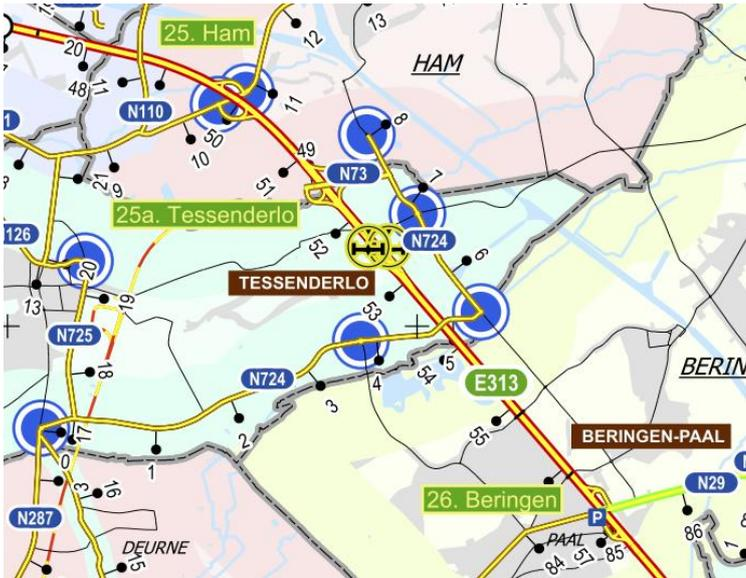 25. Ham
12
13
20
48
11
HAM
N110
50
11
10
8
49
51
N73
7
21
9
25a. Tessenderlo
N126
52
N724
6
20
TESSENDERLO
13
19
53
N725
18
N724
4
5
54
3
E313
BERIN
2
55
BERINGEN-PAAL
17
0
1
3
16
26. Beringen
N29
N287
P
86
DEURNE
PAAL
57
85
84
15
1